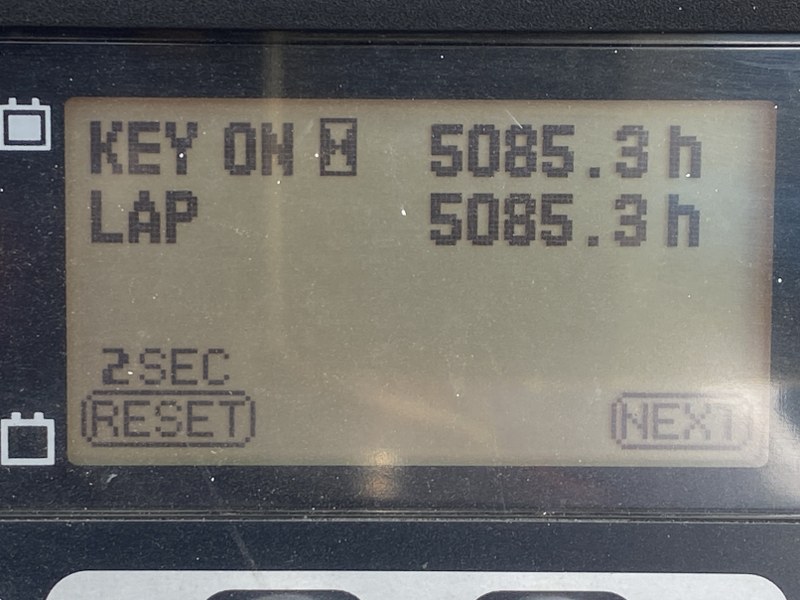 KEY ON 5085.3 h
LAP 5085.3 h
2SEC
RESET NEXT